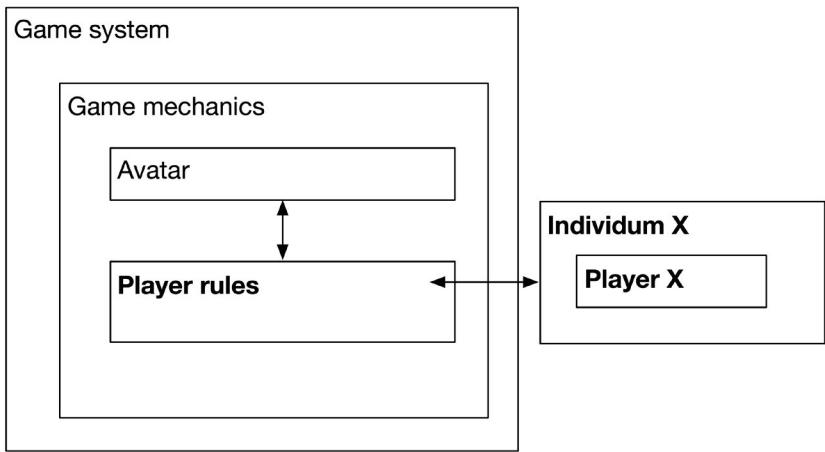 Game system
Game mechanics
Avatar
Individum X
Player rules
Player X